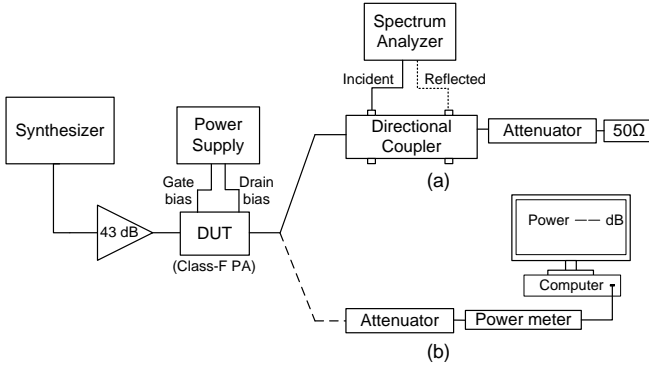 Spectrum
Analyzer
Incident
Reflected
Synthesizer
Power
Supply
Directional
Coupler
Attenuator
50Ω
(a)
Gate
bias
Drain
bias
43 dB
DUT
(Class-F PA)
Power —— dB
Computer
Attenuator
Power meter
(b)